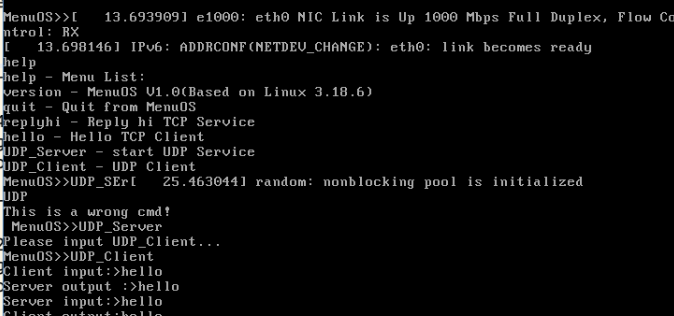 MenuOS>>[   13.693909] e1000: eth0 NIC Link is Up 1000 Mbps Full Duplex, Flow Co
ntrol: RX
[   13.698146] IPv6: ADDRCONF(NETDEV_CHANGE): eth0: link becomes ready
help
help - Menu List:
version - MenuOS V1.0(Based on Linux 3.18.6)
quit - Quit from MenuOS
replyhi - Reply hi TCP Service
hello - Hello TCP Client
UDP_Server - start UDP Service
UDP_Client - UDP Client
MenuOS>>UDP_SEr[   25.463044] random: nonblocking pool is initialized
UDP
This is a wrong cmd!
MenuOS>>UDP_Server
Please input UDP_Client...
MenuOS>>UDP_Client
Client input:>hello
Server output :>hello
Server input:>hello
Client output:hello